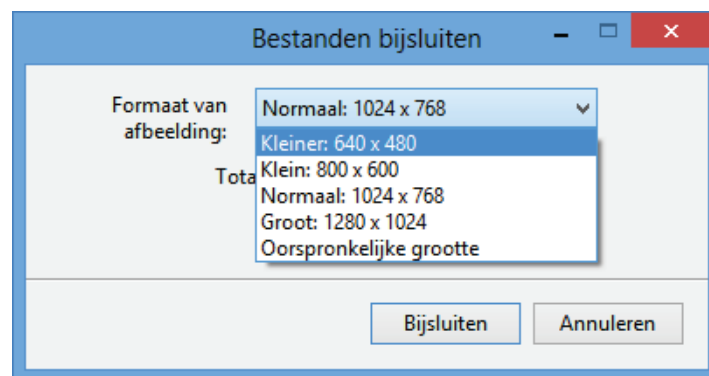 Bestanden bijsluiten
Formaat van
afbeelding:
Normaal: 1024 x 768
Kleiner: 640 x 480
Klein: 800 x 600
Normaal: 1024 x 768
Groot: 1280 x 1024
Oorspronkelijke grootte
Bijsluiten
Annuleren